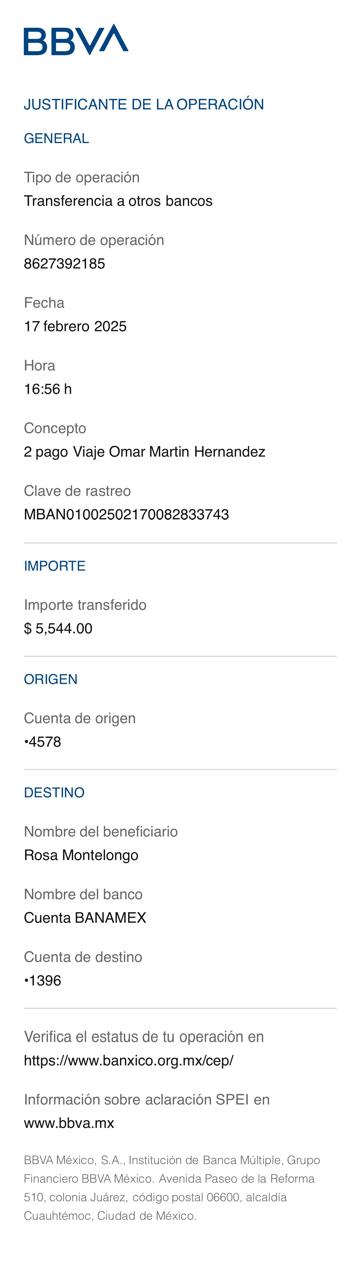 BBVA
JUSTIFICANTE DE LA OPERACIÓN
GENERAL
Tipo de operación
Transferencia a otros bancos
Número de operación
8627392185
Fecha
17 febrero 2025
Hora
16:56 h
Concepto
2 pago Viaje Omar Martin Hernandez
Clave de rastreo
MBAN01002502170082833743
IMPORTE
Importe transferido
$ 5,544.00
ORIGEN
Cuenta de origen
•4578
DESTINO
Nombre del beneficiario
Rosa Montelongo
Nombre del banco
Cuenta BANAMEX
Cuenta de destino
•1396
Verifica el estatus de tu operación en
https://www.banxico.org.mx/cep/
Información sobre aclaración SPEI en
www.bbva.mx
BBVA México, S.A., Institución de Banca Múltiple, Grupo
Financiero BBVA México. Avenida Paseo de la Reforma
510, colonia Juárez, código postal 06600, alcaldía
Cuauhtémoc, Ciudad de México.